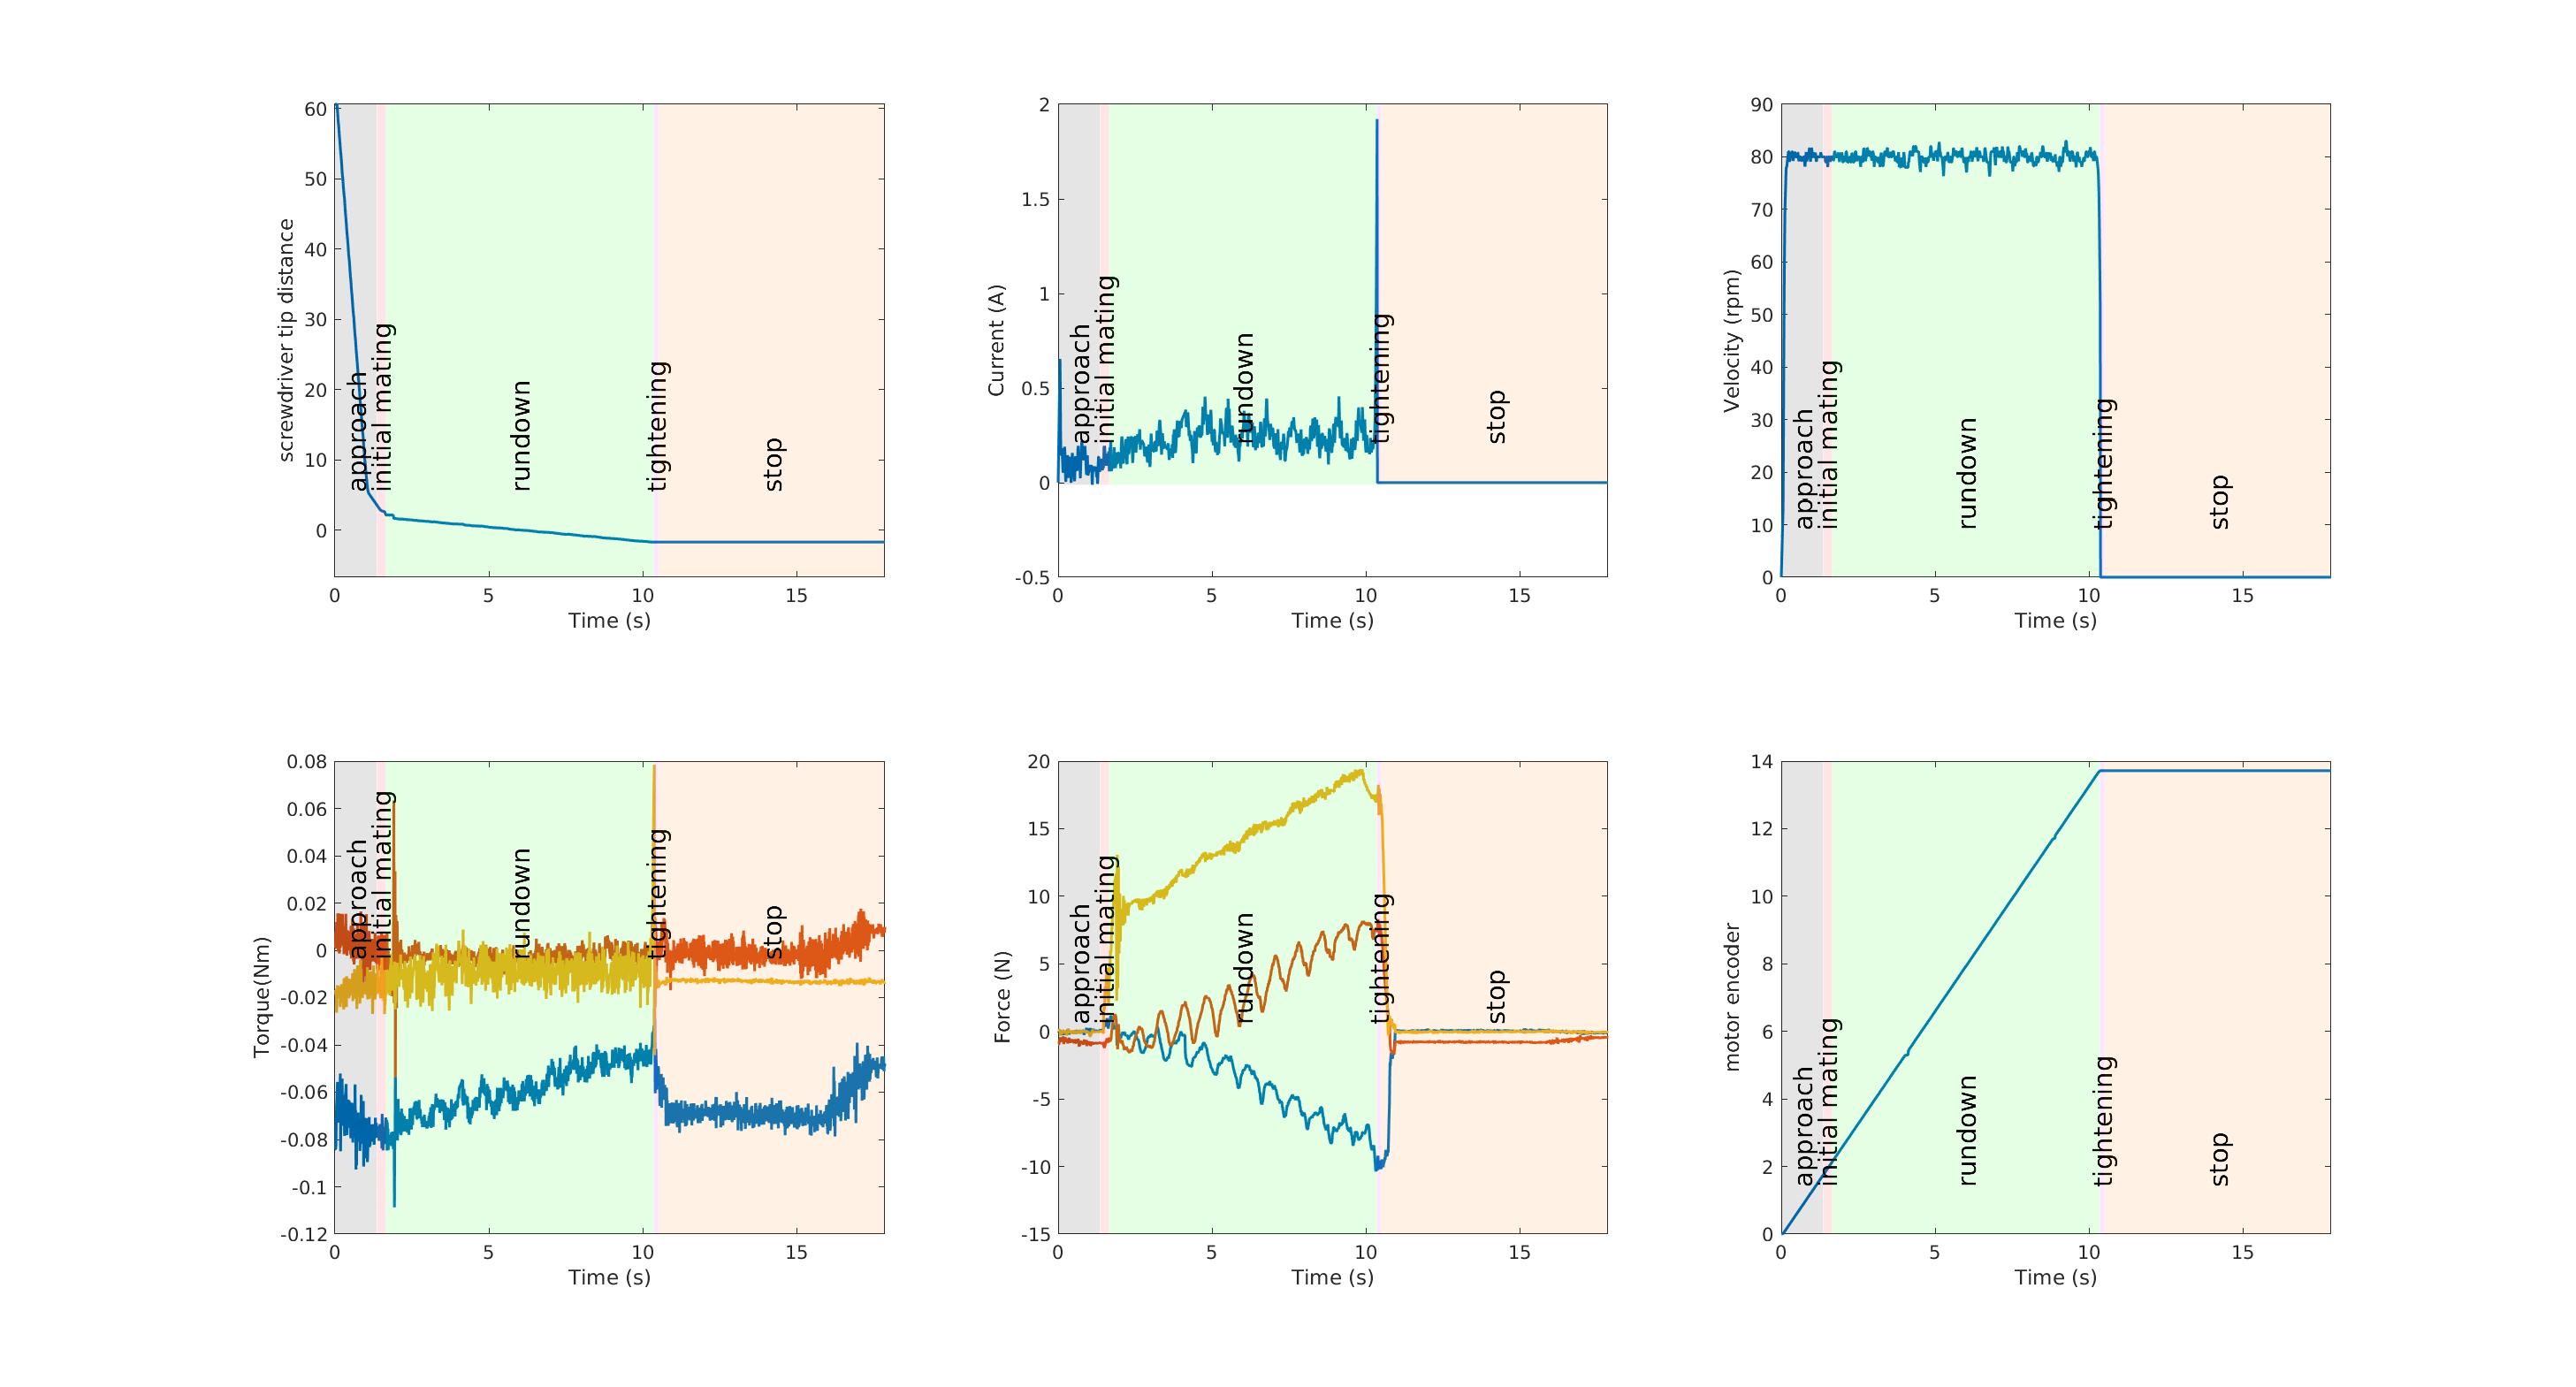 60
50
40
30
20
10
0
screwdriver tip distance
approach
initial mating
rundown
tightening
stop
0 5 10 15
Time (s)
2
1.5
1
0.5
0
-0.5
Current (A)
approach
initial mating
rundown
tightening
stop
0 5 10 15
Time (s)
90
80
70
60
50
40
30
20
10
0
Velocity (rpm)
approach
initial mating
rundown
tightening
stop
0 5 10 15
Time (s)
0.08
0.06
0.04
0.02
0
-0.02
-0.04
-0.06
-0.08
-0.1
-0.12
Torque(Nm)
approach
initial mating
rundown
tightening
stop
0 5 10 15
Time (s)
20
15
10
5
0
-5
-10
-15
Force (N)
approach
initial mating
rundown
tightening
stop
0 5 10 15
Time (s)
14
12
10
8
6
4
2
0
motor encoder
approach
initial mating
rundown
tightening
stop
0 5 10 15
Time (s)